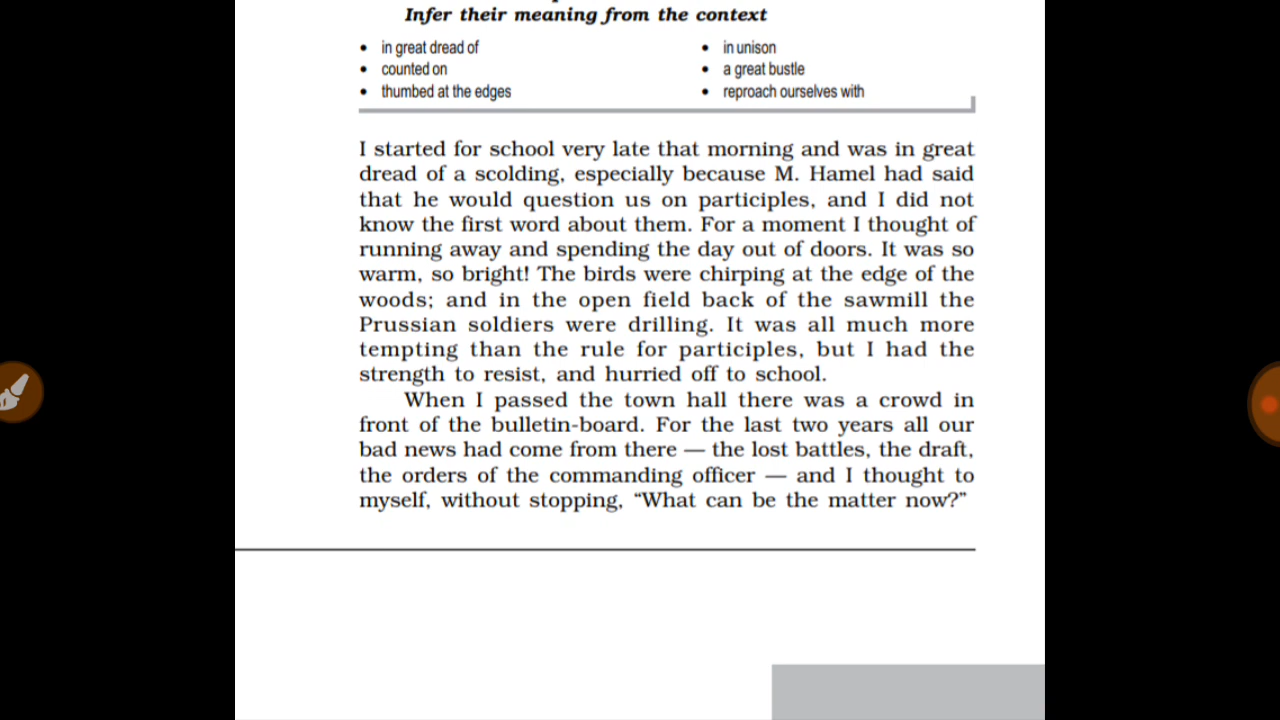 Infer their meaning from the context
• in great dread of
• counted on
• thumbed at the edges
• in unison
• a great bustle
• reproach ourselves with
I started for school very late that morning and was in great
dread of a scolding, especially because M. Hamel had said
that he would question us on participles, and I did not
know the first word about them. For a moment I thought of
running away and spending the day out of doors. It was so
warm, so bright! The birds were chirping at the edge of the
woods; and in the open field back of the sawmill the
Prussian soldiers were drilling. It was all much more
tempting than the rule for participles, but I had the
strength to resist, and hurried off to school.
When I passed the town hall there was a crowd in
front of the bulletin-board. For the last two years all our
bad news had come from there — the lost battles, the draft,
the orders of the commanding officer — and I thought to
myself, without stopping, “What can be the matter now?”